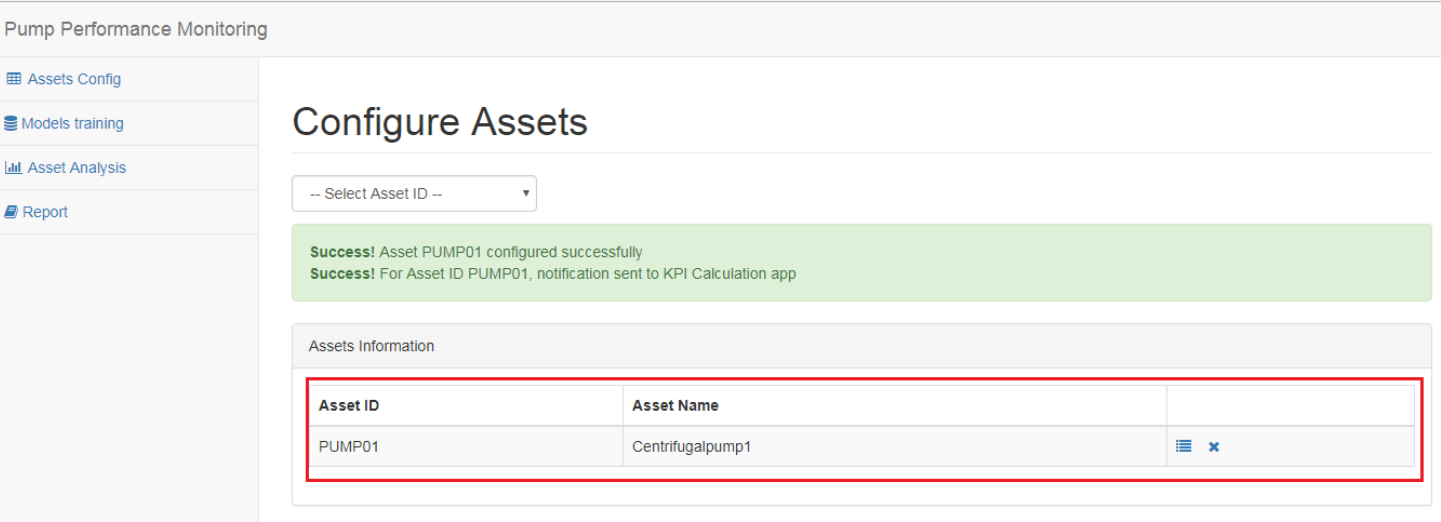 Pump Performance Monitoring
Assets Config
Models training
Asset Analysis
Report
Configure Assets
-- Select Asset ID --
Success! Asset PUMP01 configured successfully
Success! For Asset ID PUMP01, notification sent to KPI Calculation app
Assets Information
Asset ID Asset Name
PUMP01 Centrifugalpump1